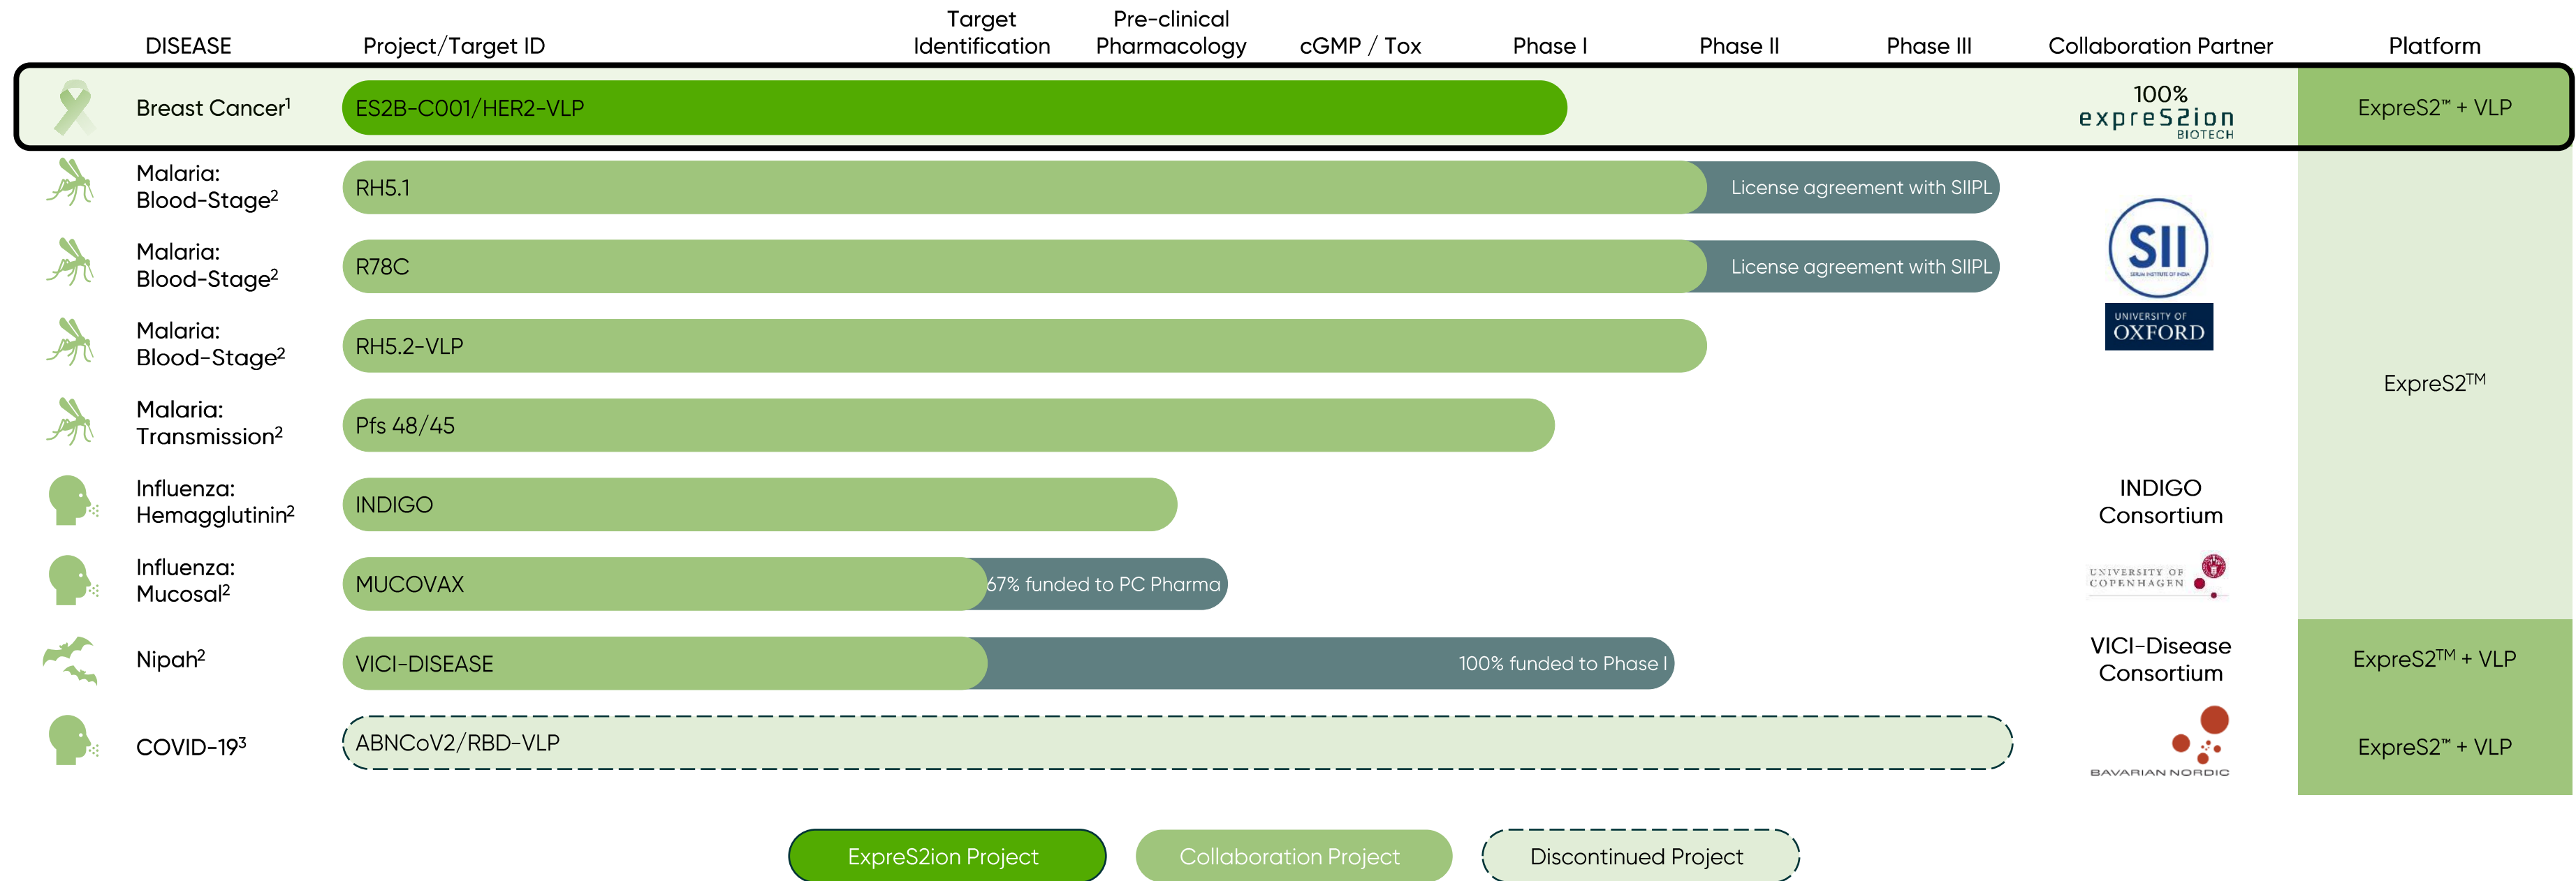 DISEASE
Project/Target ID
Target
Identification
Pre-clinical
Pharmacology
cGMP / Tox
Phase I
Phase II
Phase III
Collaboration Partner
Platform
Breast Cancer¹
ES2B-C001/HER2-VLP
100%
expreS2ion
BIOTECH
ExpreS2™ + VLP
Malaria:
Blood-Stage²
RH5.1
License agreement with SIIPL
Malaria:
Blood-Stage²
R78C
License agreement with SIIPL
SII
SERUM INSTITUTE OF INDIA
Malaria:
Blood-Stage²
RH5.2-VLP
UNIVERSITY OF
OXFORD
ExpreS2™
Malaria:
Transmission²
Pfs 48/45
Influenza:
Hemagglutinin²
INDIGO
INDIGO
Consortium
Influenza:
Mucosal²
MUCOVAX
67% funded to PC Pharma
UNIVERSITY OF
COPENHAGEN
Nipah²
VICI-DISEASE
100% funded to Phase I
VICI-Disease
Consortium
ExpreS2™ + VLP
COVID-19³
ABNCoV2/RBD-VLP
BAVARIAN NORDIC
ExpreS2™ + VLP
ExpreS2ion Project
Collaboration Project
Discontinued Project